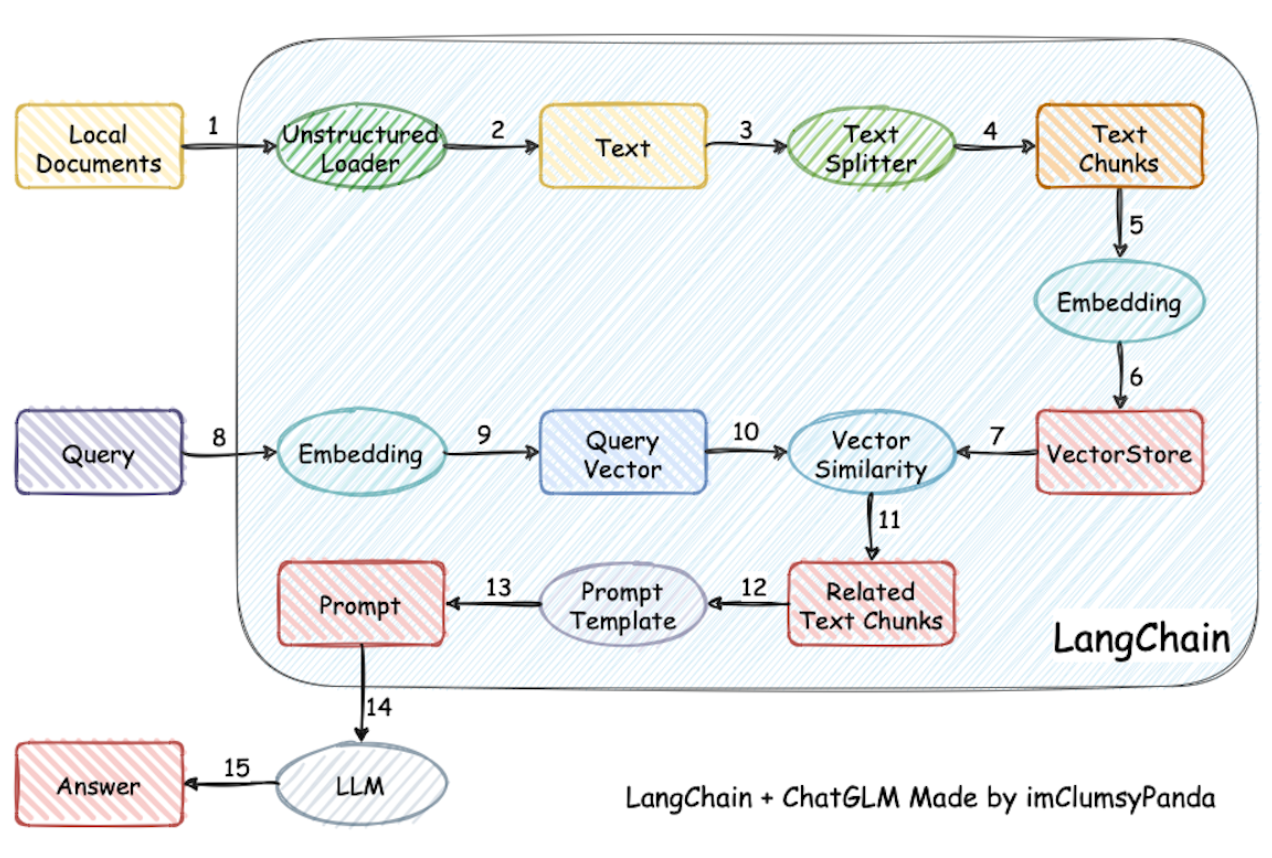 Local
Documents
1
Unstructured
Loader
2
Text
3
Text
Splitter
4
Text
Chunks
5
Embedding
6
Query
8
Embedding
9
Query
Vector
10
Vector
Similarity
7
VectorStore
11
Prompt
13
Prompt
Template
12
Related
Text Chunks
LangChain
14
Answer
15
LLM
LangChain + ChatGLM Made by imClumsyPanda